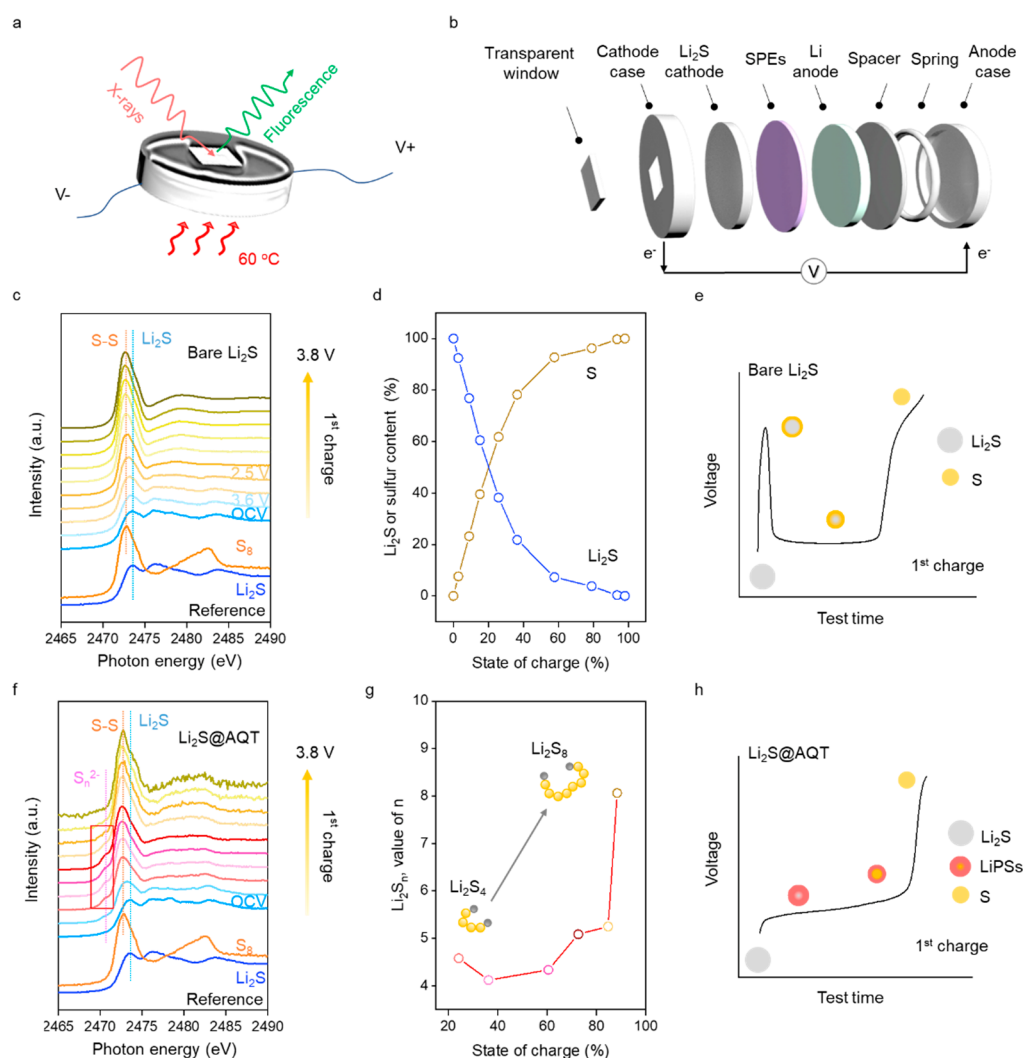 a
X-rays
Fluorescence
V-
V+
60 °C
b
Transparent window
Cathode case
Li₂S cathode
SPEs
Li anode
Spacer
Spring
Anode case
e⁻
V
e⁻
c
S-S
Li₂S
Bare Li₂S
3.8 V
1ˢᵗ charge
2.5 V
3.6 V
OCV
S₈
Li₂S
Reference
Intensity (a.u.)
2465 2470 2475 2480 2485 2490
Photon energy (eV)
d
Li₂S or sulfur content (%)
100
80
60
40
20
0
S
Li₂S
0 20 40 60 80 100
State of charge (%)
e
Bare Li₂S
Voltage
Li₂S
S
1ˢᵗ charge
Test time
f
S-S
Li₂S
Li₂S@AQT
Sₙ²⁻
3.8 V
1ˢᵗ charge
OCV
S₈
Li₂S
Reference
Intensity (a.u.)
2465 2470 2475 2480 2485 2490
Photon energy (eV)
g
Li₂Sₙ, value of n
10
9
8
7
6
5
4
Li₂S₈
Li₂S₄
20 40 60 80 100
State of charge (%)
h
Li₂S@AQT
Voltage
Li₂S
LiPSs
S
1ˢᵗ charge
Test time